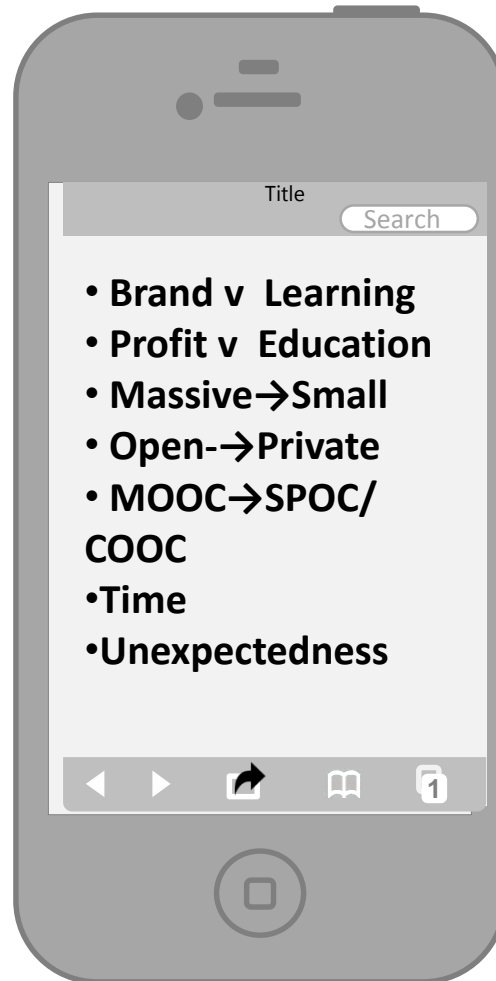 Title
Search
• Brand v  Learning
• Profit v  Education
• Massive→Small
• Open-→Private
• MOOC→SPOC/
COOC
•Time
•Unexpectedness
1